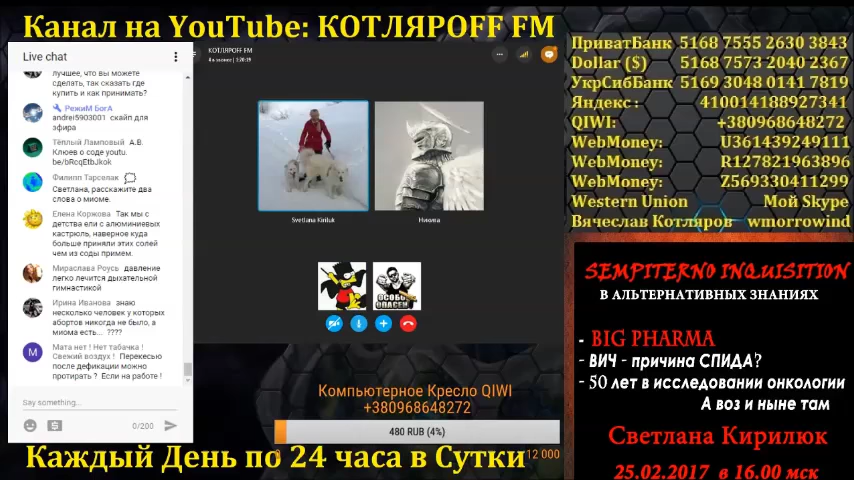 Канал на YouTube: КОТЛЯРОFF FM
Live chat
лучшее, что вы можете
сделать, так сказать где
купить и как принимать?
РежиМ БогА
andrei5903001 скайп для
эфира
Тёплый Ламповый А.В.
Клюев о соде youtu.
be/bRcqEtbJkok
Филипп Тарселак
Светлана, расскажите два
слова о миоме.
Елена Коржова Так мы с
детства ели с алюминиевых
кастрюль, наверное куда
больше приняли этих солей
чем из соды примем.
Мирослава Роусь давление
легко лечится дыхательной
гимнастикой
Ирина Иванова знаю
несколько человек у которых
абортов никогда не было, а
миома есть... ????
М
Мата нет! Нет табачка!
Свежий воздух! Перекесью
после дефикации можно
протирать? Если на работе!
Say something...
0/200
КОТЛЯРОFF FM
Svetlana Kiriluk
Ниома
ОСОБО
ОПАСЕН
Компьютерное Кресло QIWI
+380968648272
480 RUB (4%)
12 000
Каждый День по 24 часа в Сутки
ПриватБанк 5168 7555 2630 3843
Dollar ($) 5168 7573 2040 2367
УкрСибБанк 5169 3048 0141 7819
Яндекс: 410014188927341
QIWI: +380968648272
WebMoney: U361439249111
WebMoney: R127821963896
WebMoney: Z569330411299
Western Union Мой Skype
Вячеслав Котляров wmorrowind
SEMPITERNO INQUISITION
В АЛЬТЕРНАТИВНЫХ ЗНАНИЯХ
- BIG PHARMA
- ВИЧ - причина СПИДА?
- 50 лет в исследовании онкологии
А воз и ныне там
Светлана Кирилюк
25.02.2017 в 16.00 мск